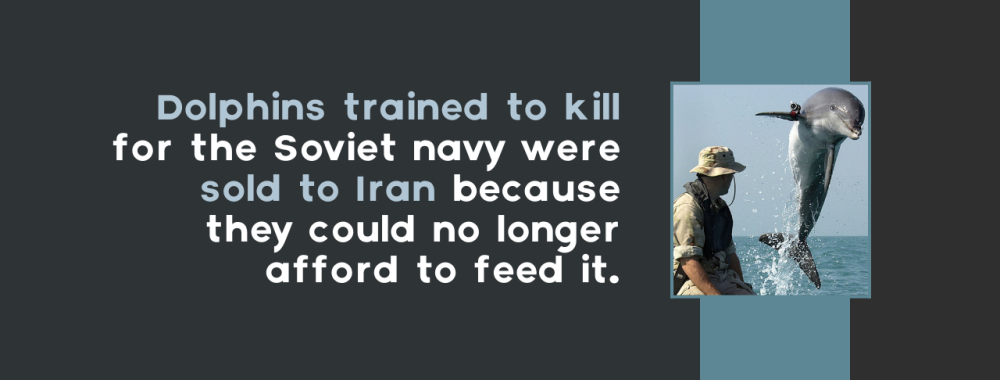 Dolphins trained to kill
for the Soviet navy were
sold to Iran because
they could no longer
afford to feed it.